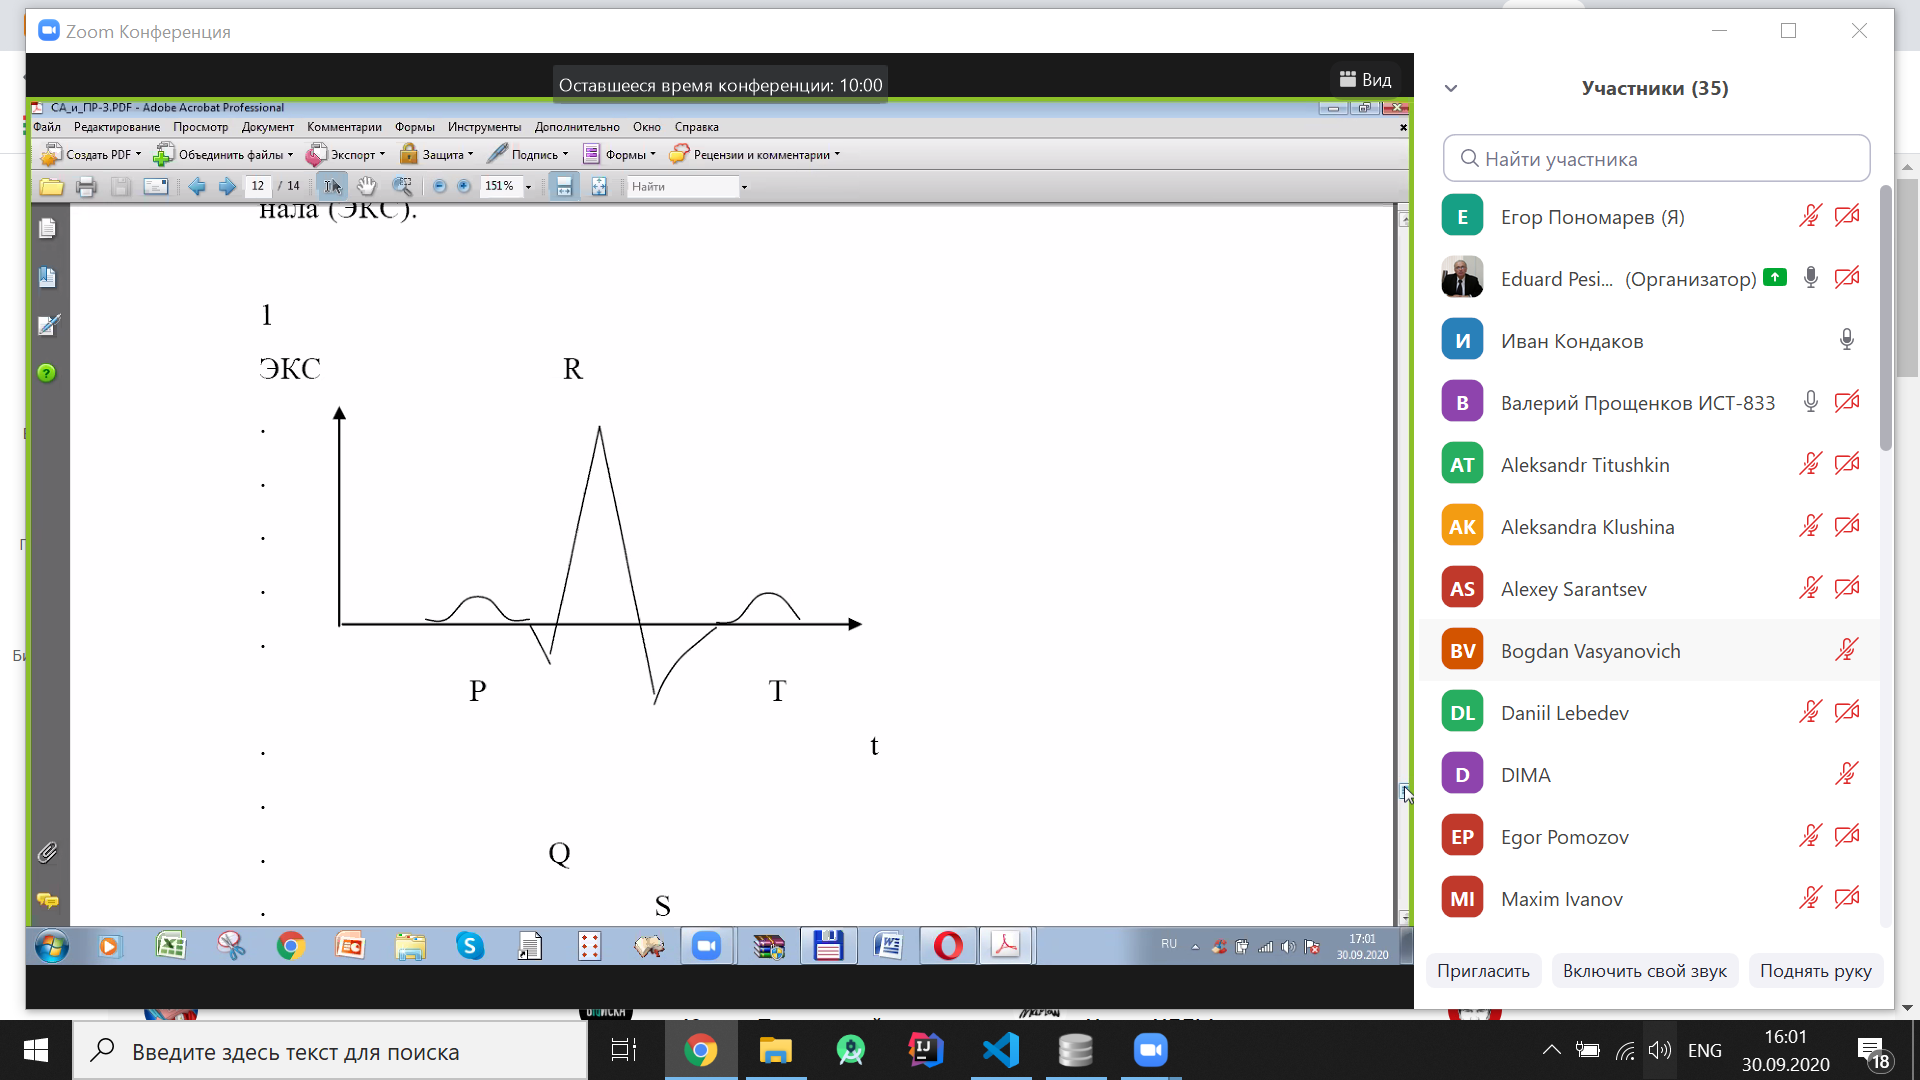 Zoom Конференция
Оставшееся время конференции: 10:00
Вид
СА_и_ПР-3.PDF - Adobe Acrobat Professional
Файл Редактирование Просмотр Документ Комментарии Формы Инструменты Дополнительно Окно Справка
Создать PDF Объединить файлы Экспорт Защита Подпись Формы Рецензии и комментарии
12 / 14 151% Найти
нала (ЭКС).
1
ЭКС R
.
.
.
.
.
P T
. t
.
. Q
. S
RU 17:01
30.09.2020
Участники (35)
Найти участника
Е Егор Пономарев (Я)
Eduard Pesi... (Организатор)
И Иван Кондаков
В Валерий Прощенков ИСТ-833
AT Aleksandr Titushkin
AK Aleksandra Klushina
AS Alexey Sarantsev
BV Bogdan Vasyanovich
DL Daniil Lebedev
D DIMA
EP Egor Pomozov
MI Maxim Ivanov
Пригласить Включить свой звук Поднять руку
Введите здесь текст для поиска
ENG 16:01
30.09.2020
18